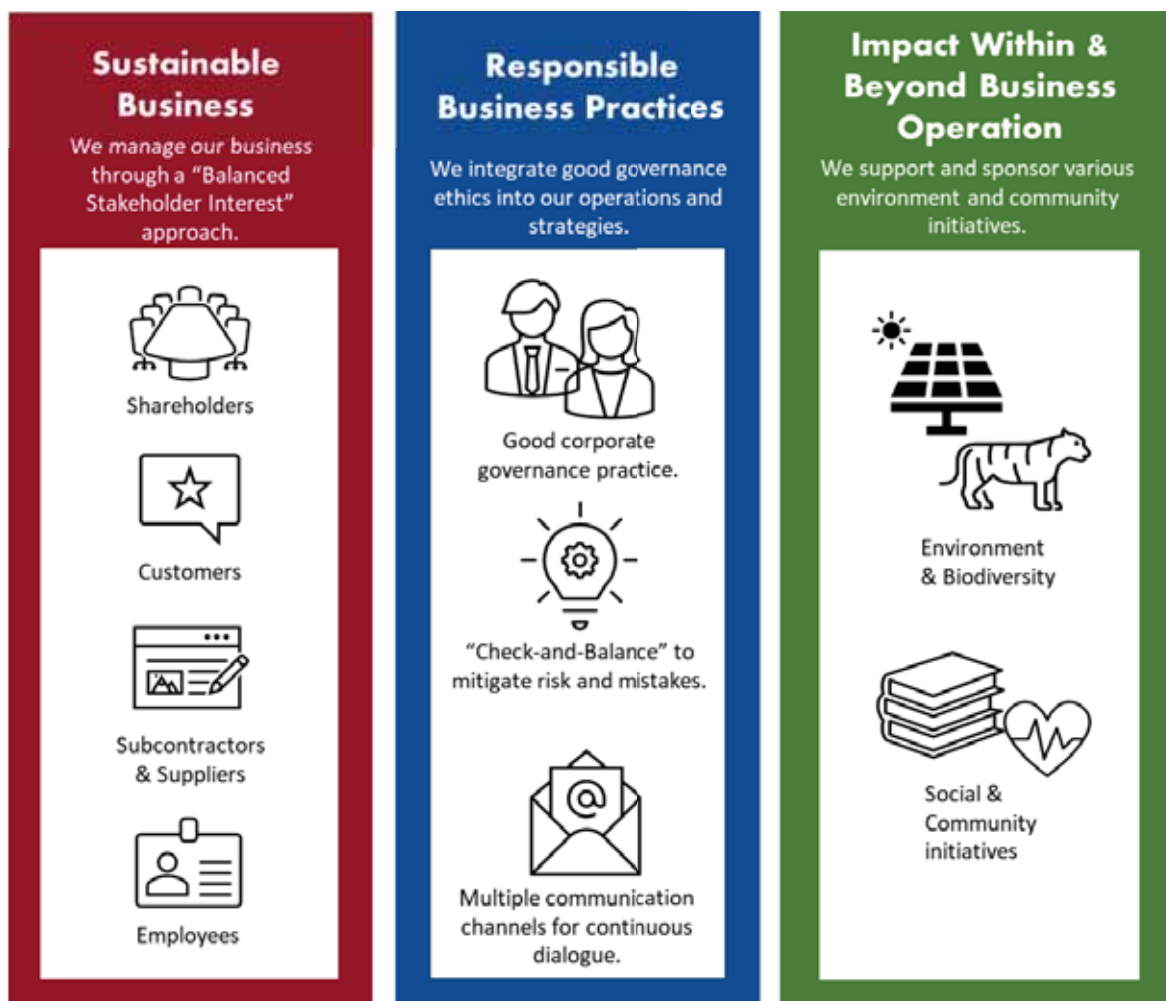 Sustainable
Business
We manage our business
through a “Balanced
Stakeholder Interest”
approach.
Shareholders
Customers
Subcontractors
& Suppliers
Employees
Responsible
Business Practices
We integrate good governance
ethics into our operations and
strategies.
Good corporate
governance practice.
“Check-and-Balance” to
mitigate risk and mistakes.
@
Multiple communication
channels for continuous
dialogue.
Impact Within &
Beyond Business
Operation
We support and sponsor various
environment and community
initiatives.
Environment
& Biodiversity
Social &
Community
initiatives